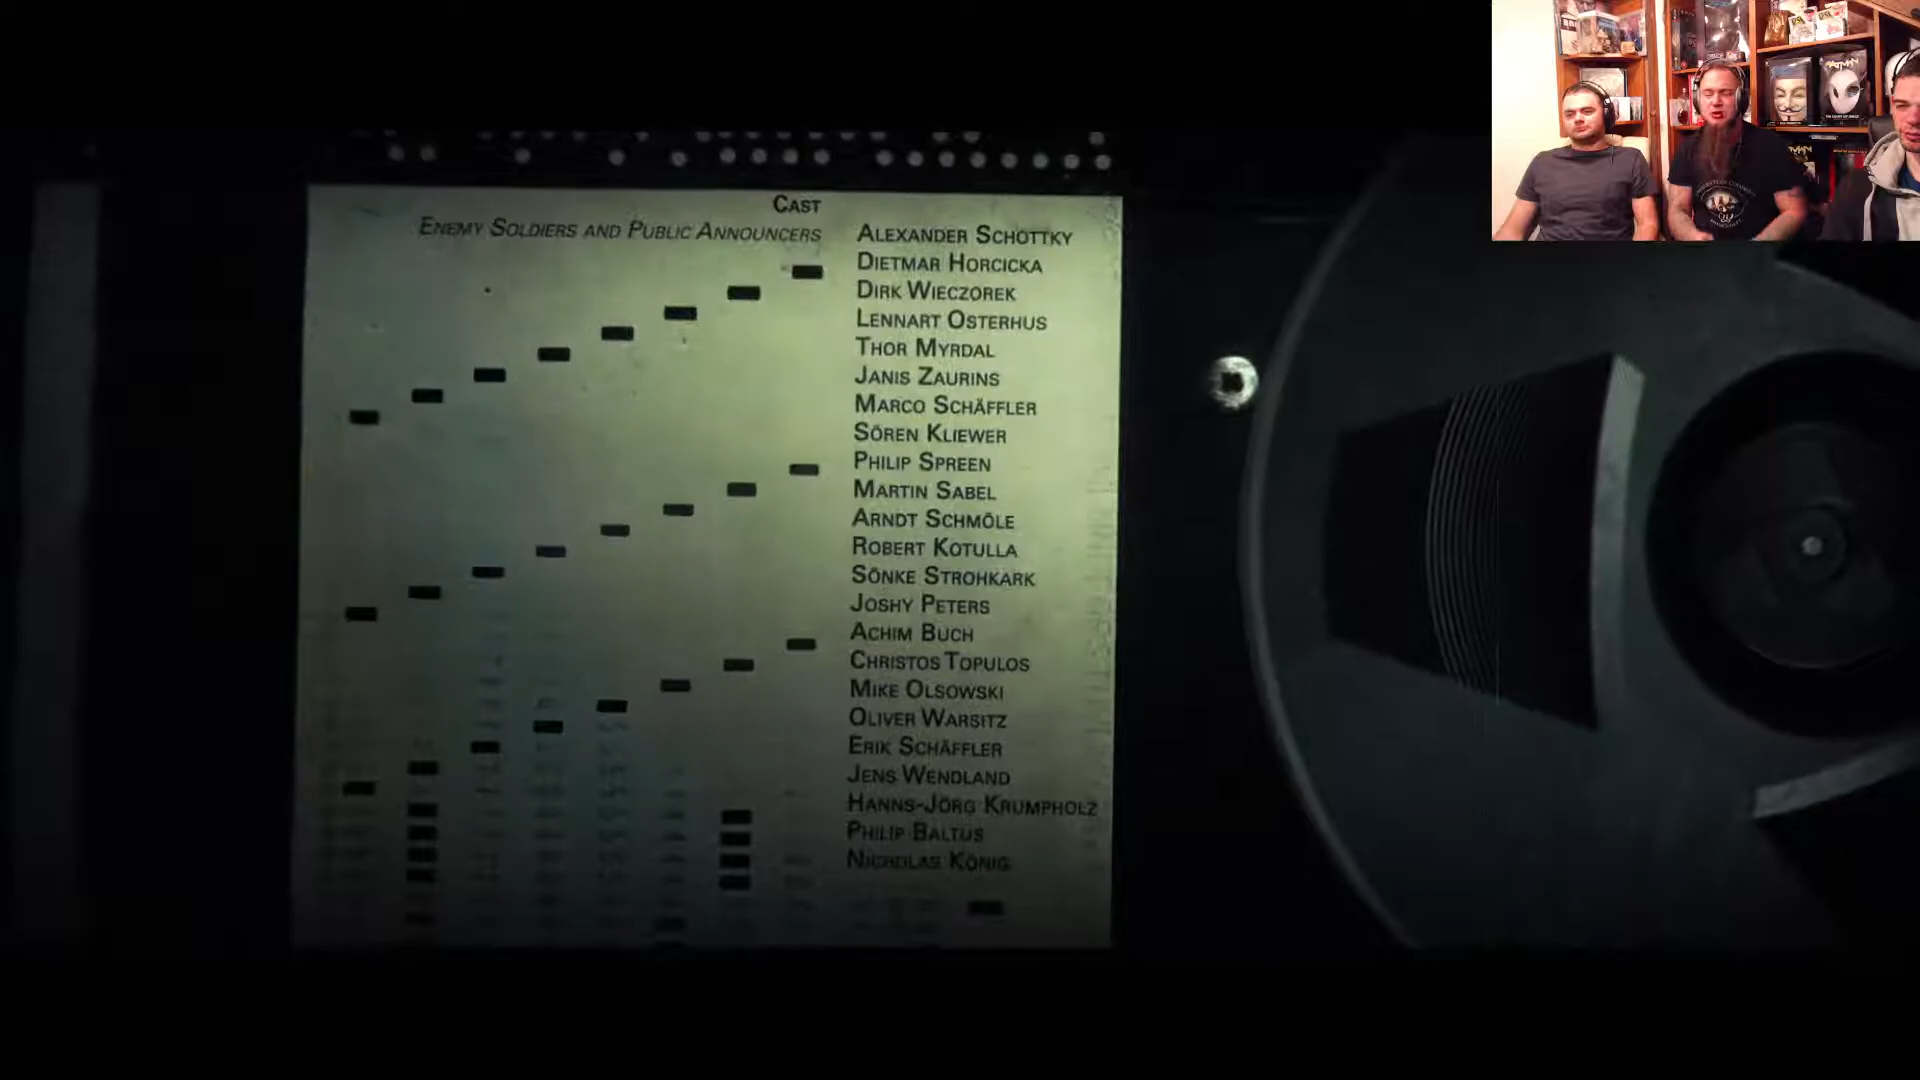 CAST
ENEMY SOLDIERS AND PUBLIC ANNOUNCERS ALEXANDER SCHOTTKY
DIETMAR HORCICKA
DIRK WIECZOREK
LENNART OSTERHUS
THOR MYRDAL
JANIS ZAURINS
MARCO SCHÄFFLER
SÖREN KLIEWER
PHILIP SPREEN
MARTIN SABEL
ARNDT SCHMÖLE
ROBERT KOTULLA
SÖNKE STROHKARK
JOSHY PETERS
ACHIM BUCH
CHRISTOS TOPULOS
MIKE OLSOWSKI
OLIVER WARSITZ
ERIK SCHÄFFLER
JENS WENDLAND
HANNS-JÖRG KRUMPHOLZ
PHILIP BALTUS
NICHOLAS KÖNIG
BATMAN